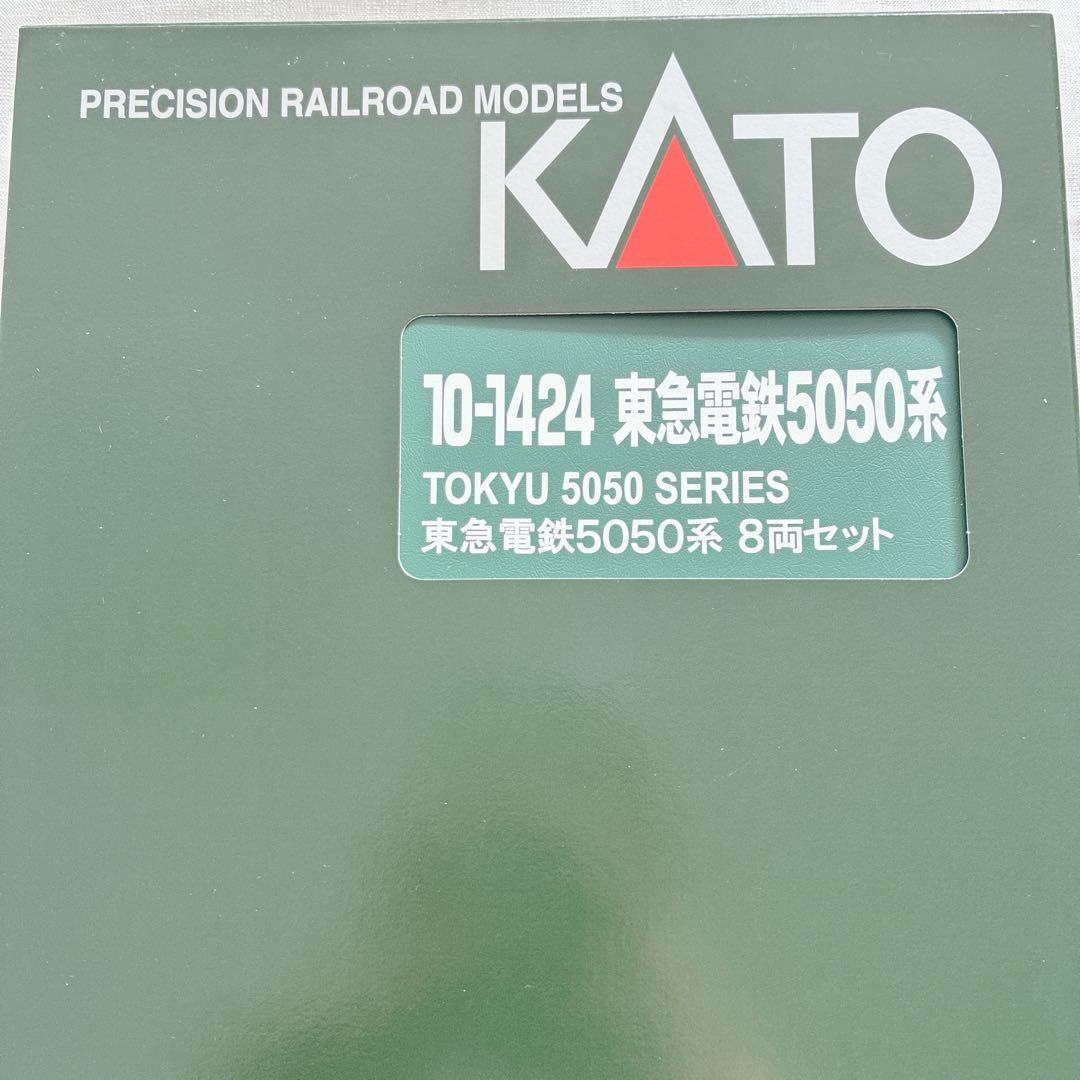 PRECISION RAILROAD MODELS
KATO
10-1424 東急電鉄5050系
TOKYU 5050 SERIES
東急電鉄5050系 8両セット